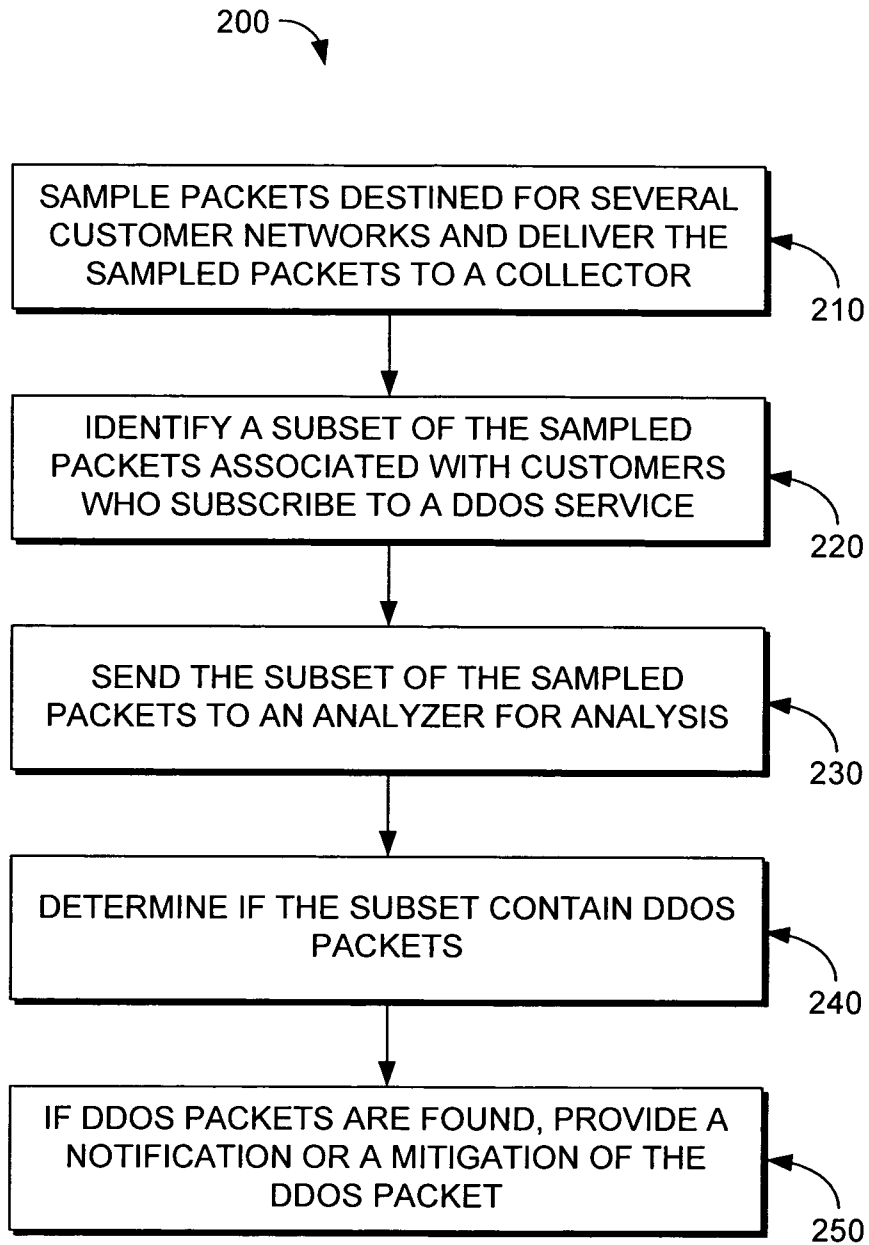 200
SAMPLE PACKETS DESTINED FOR SEVERAL
CUSTOMER NETWORKS AND DELIVER THE
SAMPLED PACKETS TO A COLLECTOR
210
IDENTIFY A SUBSET OF THE SAMPLED
PACKETS ASSOCIATED WITH CUSTOMERS
WHO SUBSCRIBE TO A DDOS SERVICE
220
SEND THE SUBSET OF THE SAMPLED
PACKETS TO AN ANALYZER FOR ANALYSIS
230
DETERMINE IF THE SUBSET CONTAIN DDOS
PACKETS
240
IF DDOS PACKETS ARE FOUND, PROVIDE A
NOTIFICATION OR A MITIGATION OF THE
DDOS PACKET
250